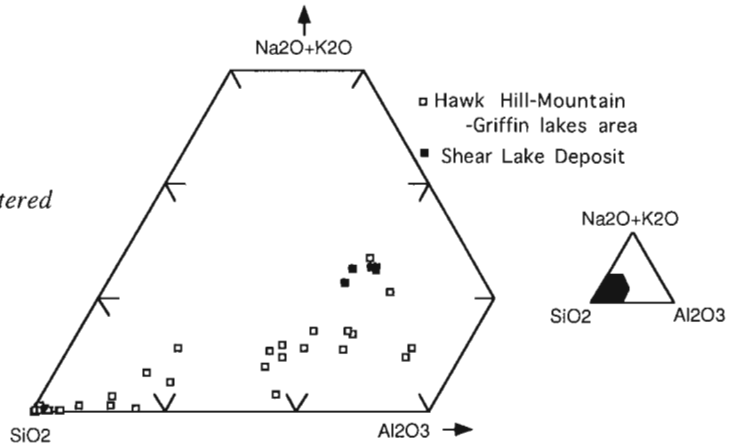 Na2O+K2O
Hawk Hill-Mountain
-Griffin lakes area
Shear Lake Deposit
tered
Na2O+K2O
SiO2
Al2O3
SiO2
Al2O3